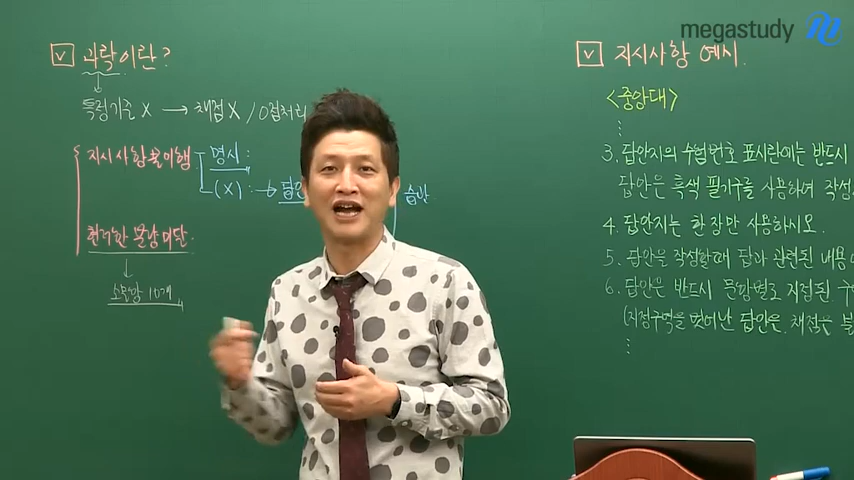 megastudy
v 과락이란?
득점기준 X → 채점 X / 0점처리
지시사항 불이행
명시 :
(X) : → 답안 습관
현저한 분량 미달
소문항 10개
v 지시사항 예시.
<중앙대>
⋮
3. 답안지의 수험번호 표시란에는 반드시
답안은 흑색 필기구를 사용하여 작성
4. 답안지는 한 장만 사용하시오.
5. 답안을 작성할 때 답과 관련된 내용
6. 답안은 반드시 문항별로 지정된 구
(지정구역을 벗어난 답안은 채점 불
⋮